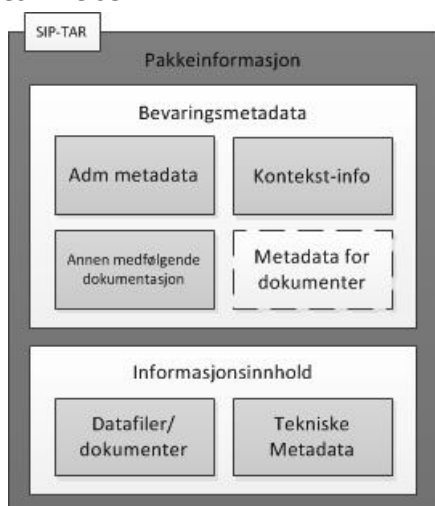 SIP-TAR
Pakkeinformasjon
Bevaringsmetadata
Adm metadata
Kontekst-info
Annen medfølgende
dokumentasjon
Metadata for
dokumenter
Informasjonsinnhold
Datafiler/
dokumenter
Tekniske
Metadata